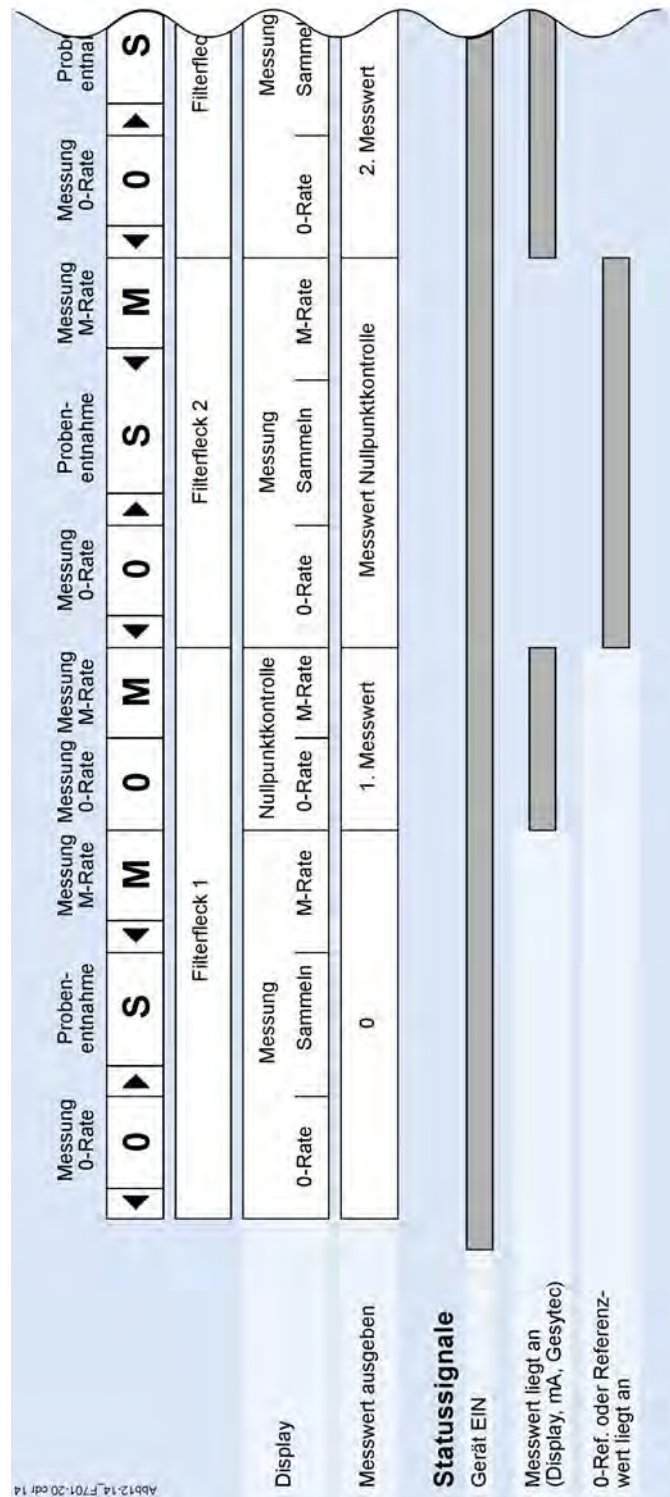 Messung
0-Rate
Proben-
entnahme
Messung
M-Rate
Messung
0-Rate
Messung
M-Rate
Messung
0-Rate
Proben-
entnahme
Messung
M-Rate
Messung
0-Rate
Prob
entna
◀ 0 ▶ S ◀ M 0 M ◀ 0 ▶ S ◀ M ◀ 0 ▶ S
Filterfleck 1
Filterfleck 2
Filterflec
Display
Messung
0-Rate | Sammeln | M-Rate
Nullpunktkontrolle
0-Rate | M-Rate
Messung
0-Rate | Sammeln | M-Rate
Messung
0-Rate | Sammel
Messwert ausgeben
0
1. Messwert
Messwert Nullpunktkontrolle
2. Messwert
Statussignale
Gerät EIN
Messwert liegt an
(Display, mA, Gesytec)
0-Ref. oder Referenz-
wert liegt an
Abb12-14_F701-20.cdr 14